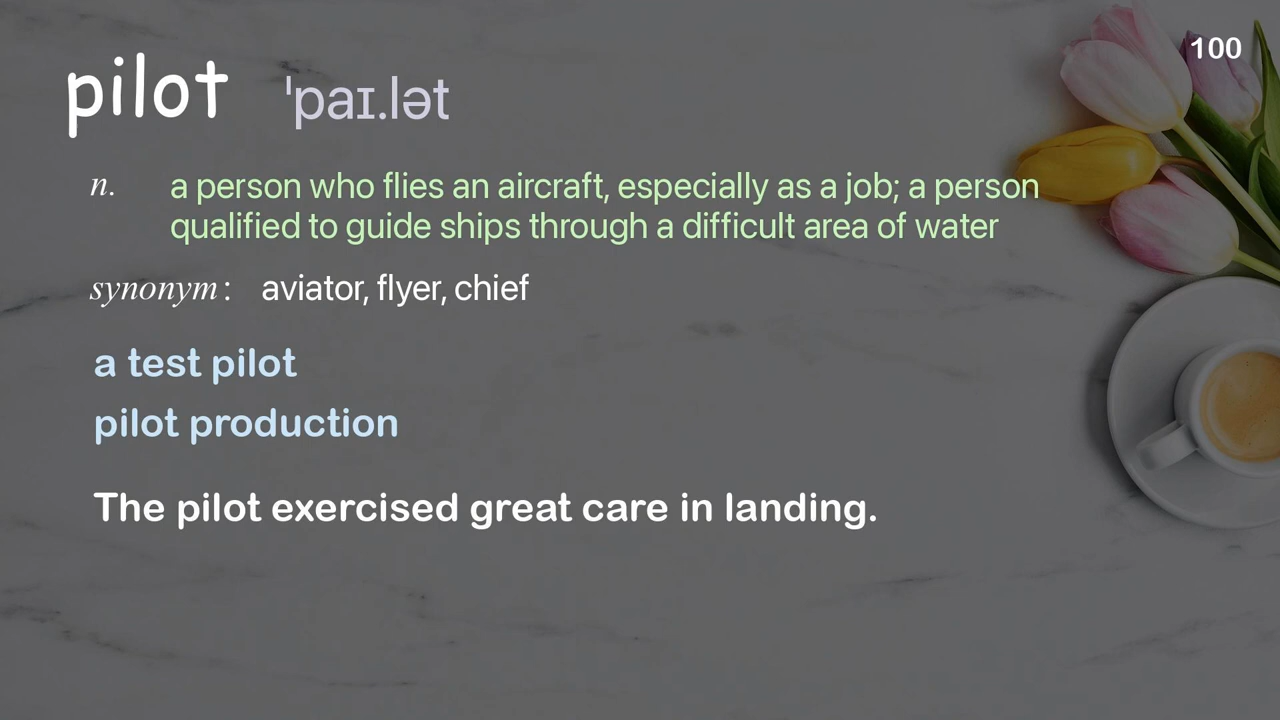 100
pilot ˈpaɪ.lət
n. a person who flies an aircraft, especially as a job; a person
qualified to guide ships through a difficult area of water
synonym: aviator, flyer, chief
a test pilot
pilot production
The pilot exercised great care in landing.